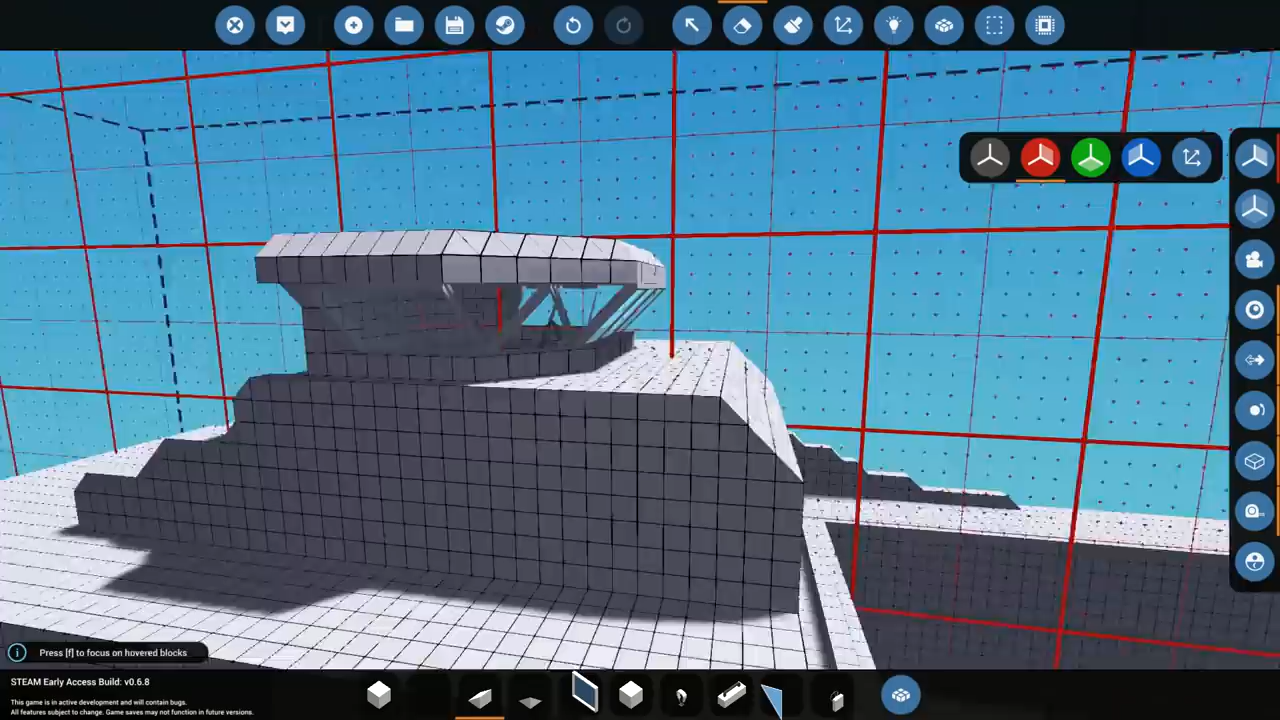 Press [f] to focus on hovered blocks
STEAM Early Access Build: v0.6.8
This game is in active development and will contain bugs.
All features subject to change. Game saves may not function in future versions.